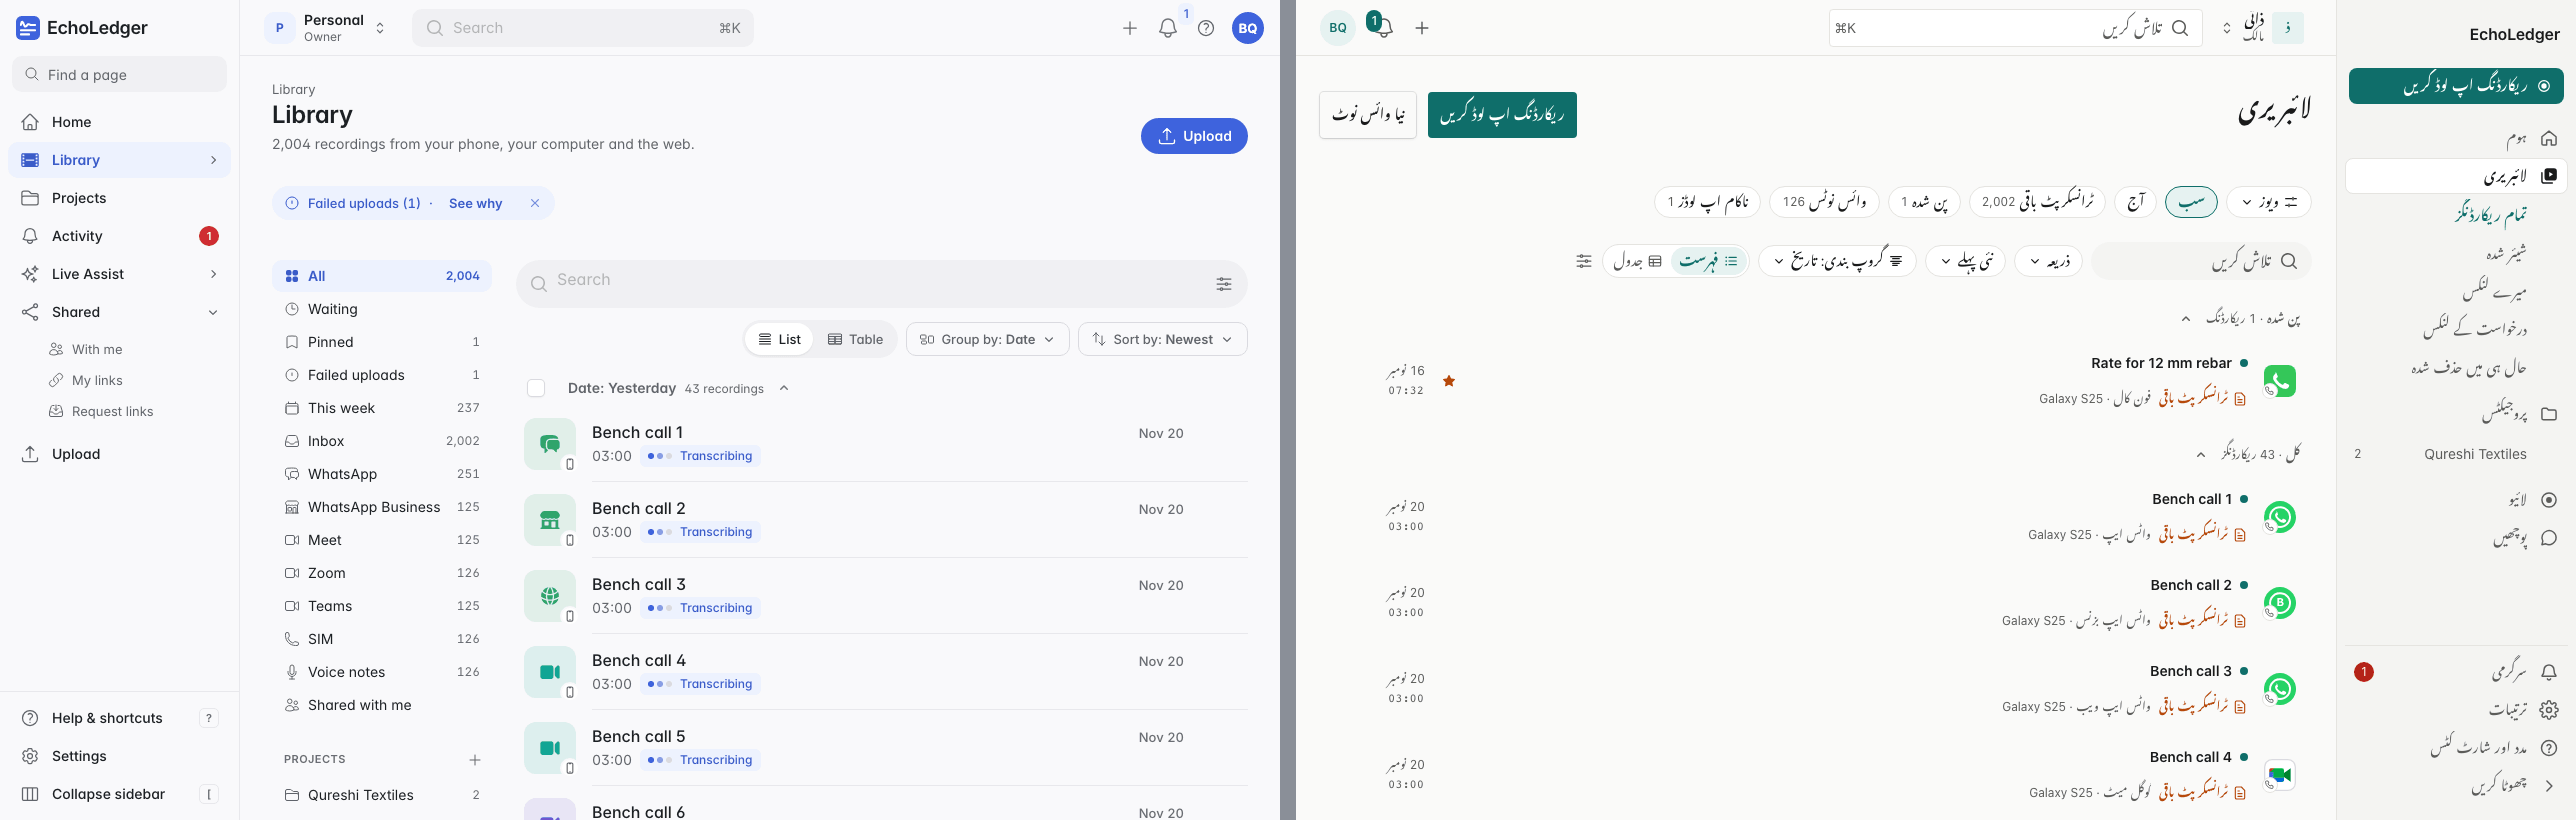 EchoLedger
Find a page
Home
Library
Projects
Activity 1
Live Assist
Shared
With me
My links
Request links
Upload
Help & shortcuts ?
Settings
Collapse sidebar [
P Personal
Owner
Search ⌘K
1
BQ
Library
Library
2,004 recordings from your phone, your computer and the web.
Upload
Failed uploads (1) · See why
All 2,004
Waiting
Pinned 1
Failed uploads 1
This week 237
Inbox 2,002
WhatsApp 251
WhatsApp Business 125
Meet 125
Zoom 126
Teams 125
SIM 126
Voice notes 126
Shared with me
PROJECTS
Qureshi Textiles 2
Search
List Table Group by: Date Sort by: Newest
Date: Yesterday 43 recordings
Bench call 1 Nov 20
03:00 Transcribing
Bench call 2 Nov 20
03:00 Transcribing
Bench call 3 Nov 20
03:00 Transcribing
Bench call 4 Nov 20
03:00 Transcribing
Bench call 5 Nov 20
03:00 Transcribing
Bench call 6 Nov 20
EchoLedger
ریکارڈنگ اپ لوڈ کریں
ہوم
لائبریری
تمام ریکارڈنگز
شیئر شدہ
میرے لنکس
درخواست کے لنکس
حال ہی میں حذف شدہ
پروجیکٹس
Qureshi Textiles 2
لائیو
پوچھیں
سرگرمی 1
ترتیبات
مدد اور شارٹ کٹس
چھوٹا کریں
ذ ذاتی
مالک
تلاش کریں ⌘K
1
BQ
لائبریری
ریکارڈنگ اپ لوڈ کریں
نیا وائس نوٹ
ویوز
سب
آج
ٹرانسکرپٹ باقی 2,002
پن شدہ 1
وائس نوٹس 126
ناکام اپ لوڈز 1
تلاش کریں
ذریعہ
نئی پہلے
گروپ بندی: تاریخ
فہرست
جدول
پن شدہ · 1 ریکارڈنگ
Rate for 12 mm rebar
16 نومبر
ٹرانسکرپٹ باقی فون کال · Galaxy S25
07:32
کل · 43 ریکارڈنگز
Bench call 1
20 نومبر
ٹرانسکرپٹ باقی واٹس ایپ · Galaxy S25
03:00
Bench call 2
20 نومبر
ٹرانسکرپٹ باقی واٹس ایپ بزنس · Galaxy S25
03:00
Bench call 3
20 نومبر
ٹرانسکرپٹ باقی واٹس ایپ ویب · Galaxy S25
03:00
Bench call 4
20 نومبر
ٹرانسکرپٹ باقی گوگل میٹ · Galaxy S25
03:00